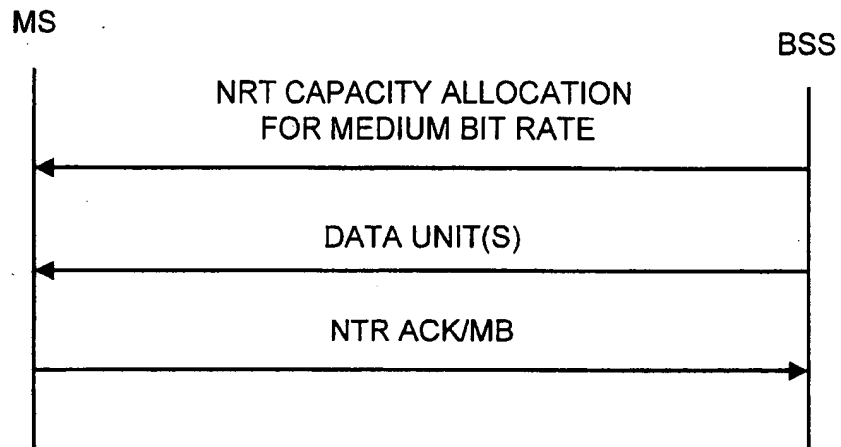 MS
BSS
NRT CAPACITY ALLOCATION
FOR MEDIUM BIT RATE
DATA UNIT(S)
NTR ACK/MB